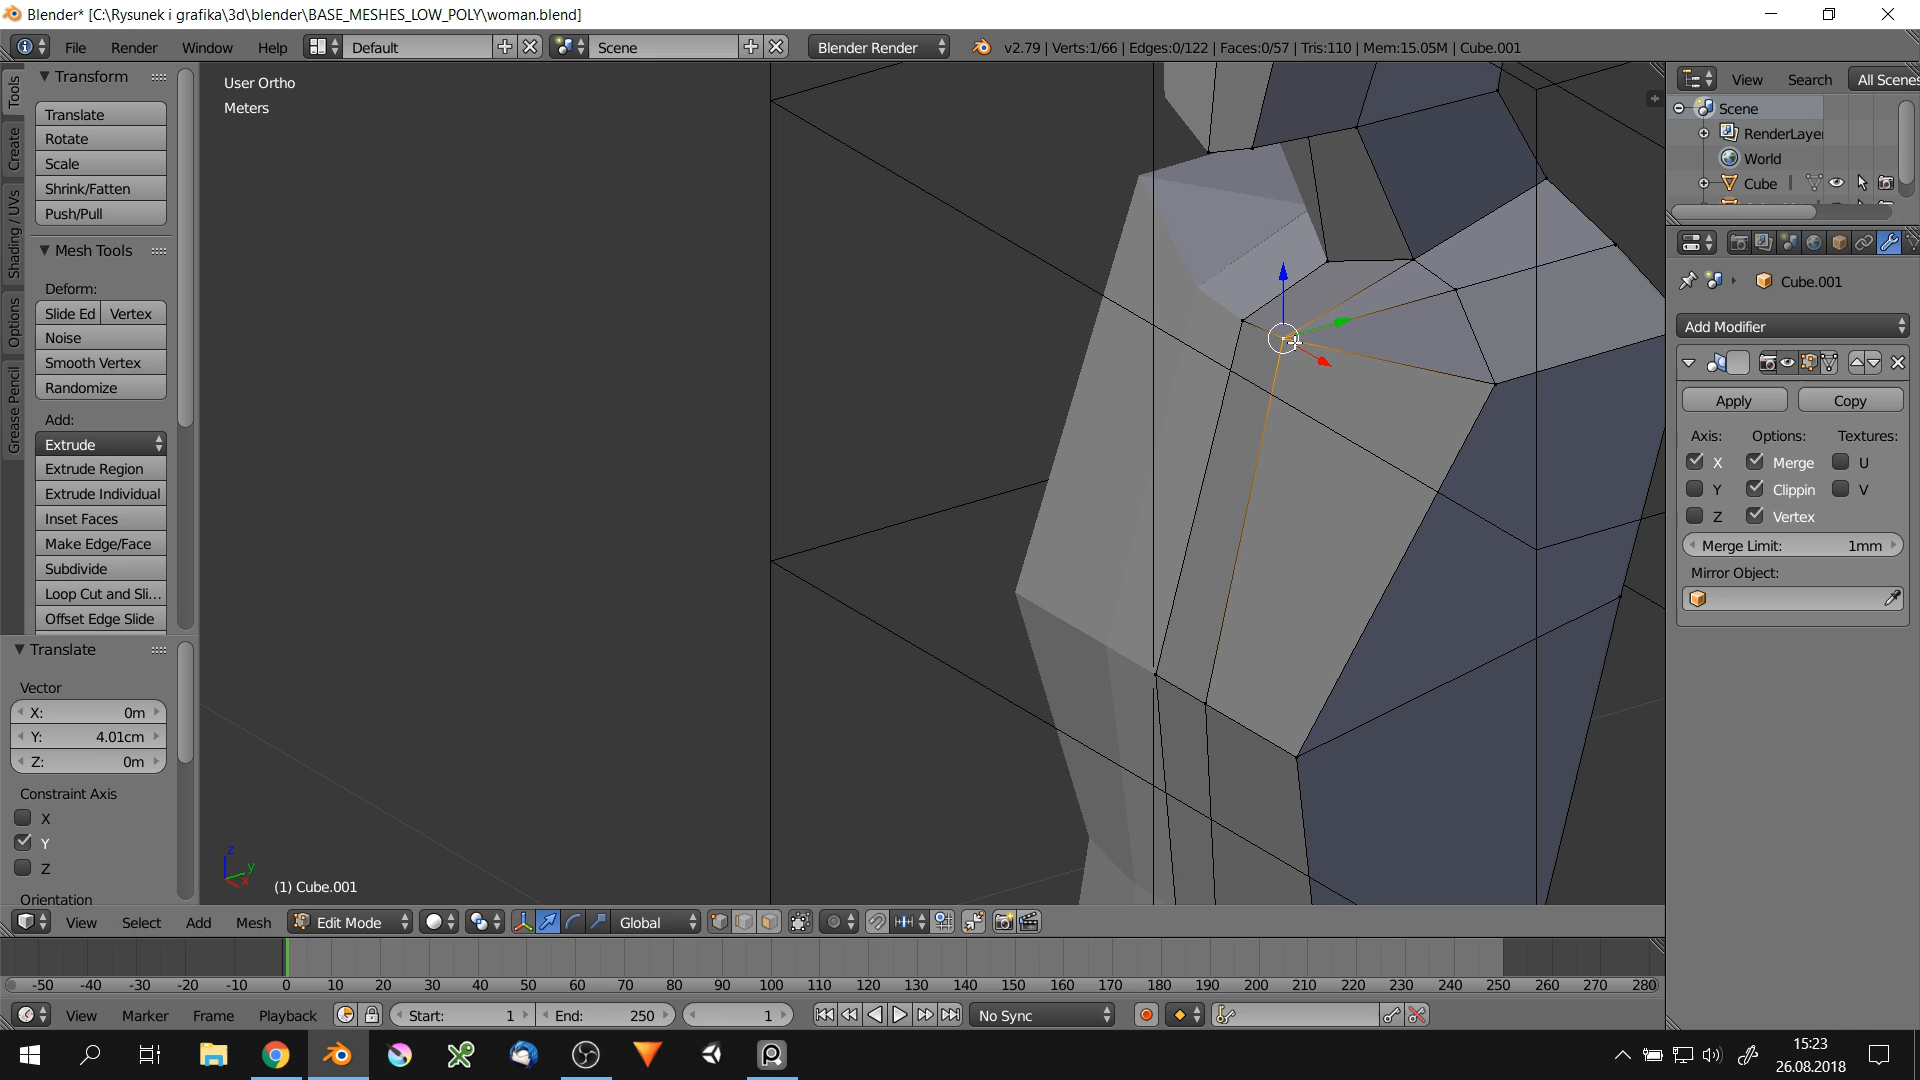 Blender* [C:\Rysunek i grafika\3d\blender\BASE_MESHES_LOW_POLY\woman.blend]
File Render Window Help Default Scene Blender Render v2.79 | Verts:1/66 | Edges:0/122 | Faces:0/57 | Tris:110 | Mem:15.05M | Cube.001
Tools
Create
Shading / UVs
Options
Grease Pencil
Transform
Translate
Rotate
Scale
Shrink/Fatten
Push/Pull
Mesh Tools
Deform:
Slide Ed Vertex
Noise
Smooth Vertex
Randomize
Add:
Extrude
Extrude Region
Extrude Individual
Inset Faces
Make Edge/Face
Subdivide
Loop Cut and Sli...
Offset Edge Slide
Translate
Vector
X: 0m
Y: 4.01cm
Z: 0m
Constraint Axis
X
Y
Z
Orientation
User Ortho
Meters
z
y
x
(1) Cube.001
View Search All Scenes
Scene
RenderLayer
World
Cube
Cube.001
Add Modifier
Apply Copy
Axis: Options: Textures:
X Merge U
Y Clippin V
Z Vertex
Merge Limit: 1mm
Mirror Object:
View Select Add Mesh Edit Mode Global
-50 -40 -30 -20 -10 0 10 20 30 40 50 60 70 80 90 100 110 120 130 140 150 160 170 180 190 200 210 220 230 240 250 260 270 280
View Marker Frame Playback Start: 1 End: 250 1 No Sync
15:23
26.08.2018